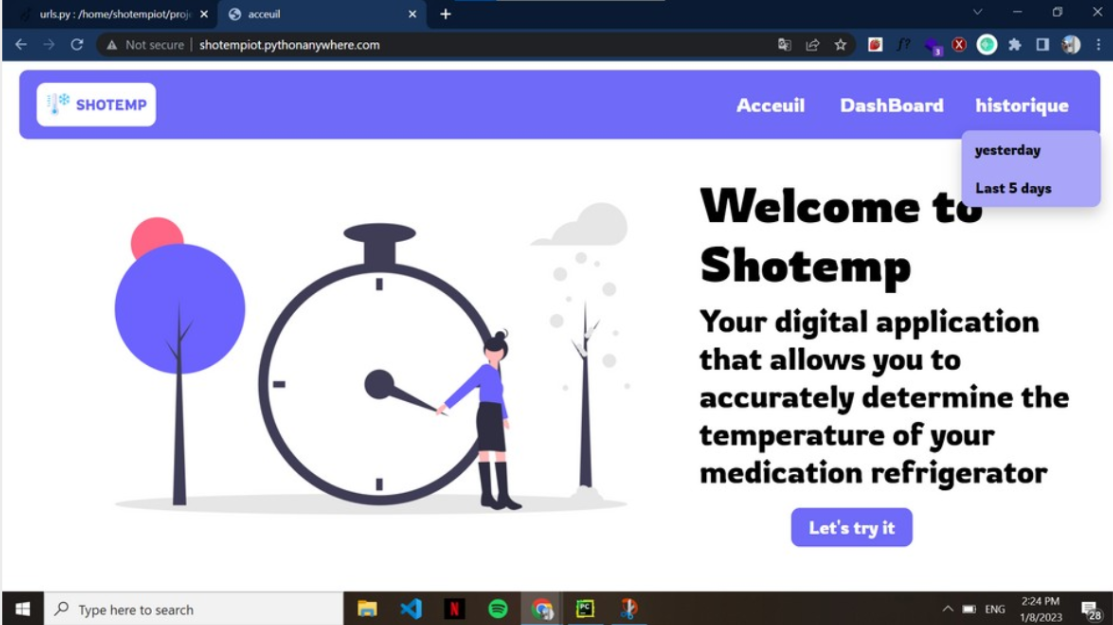 urls.py : /home/shotempiot/proj
acceuil
Not secure
shotempiot.pythonanywhere.com
3
SHOTEMP
Acceuil
DashBoard
historique
yesterday
Last 5 days
Welcome to
Shotemp
Your digital application
that allows you to
accurately determine the
temperature of your
medication refrigerator
Let's try it
Type here to search
N
PC
ENG
2:24 PM
1/8/2023
28